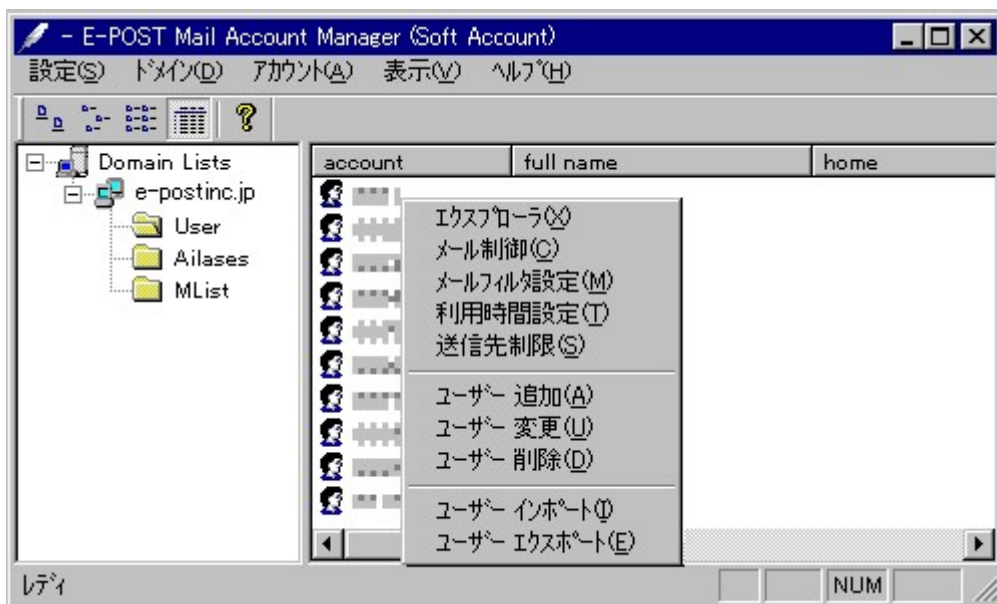 - E-POST Mail Account Manager (Soft Account)
設定(S) ドメイン(D) アカウント(A) 表示(V) ヘルプ(H)
Domain Lists
e-postinc.jp
User
Ailases
MList
account full name home
エクスプローラ(X)
メール制御(C)
メールフィルタ設定(M)
利用時間設定(T)
送信先制限(S)
ユーザー 追加(A)
ユーザー 変更(U)
ユーザー 削除(D)
ユーザー インポート(I)
ユーザー エクスポート(E)
レディ NUM